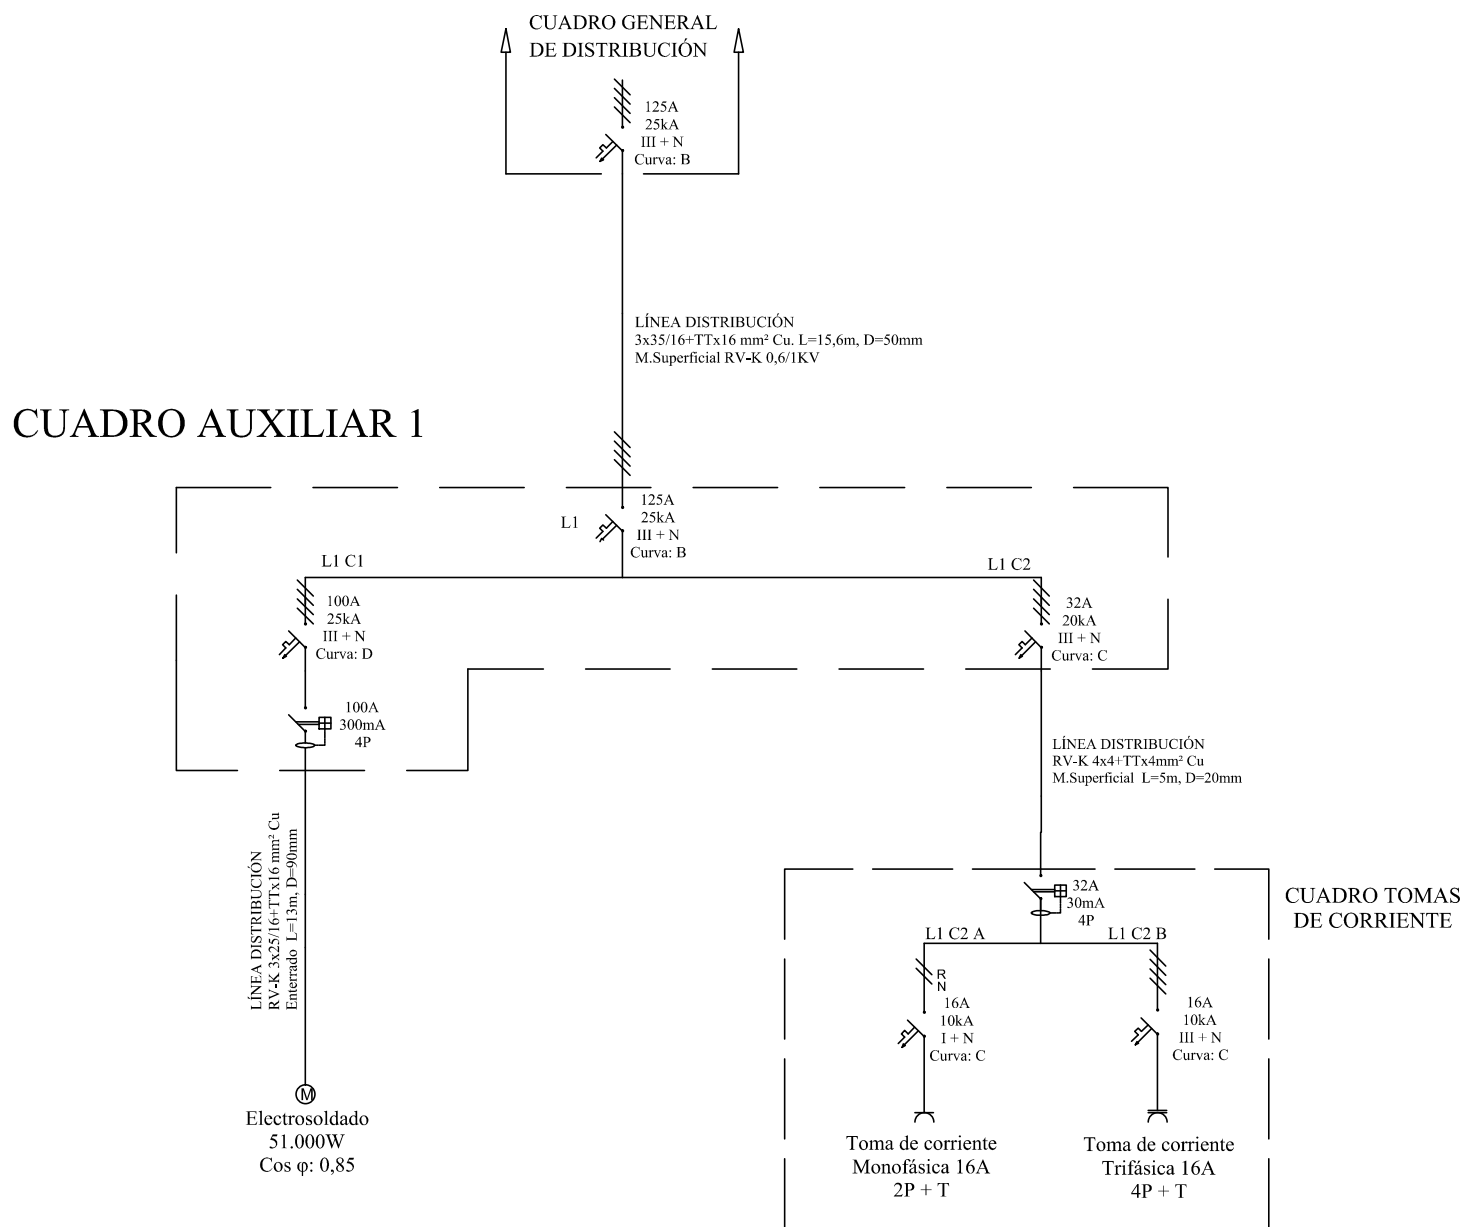 CUADRO GENERAL
DE DISTRIBUCIÓN
125A
25kA
III + N
Curva: B
LÍNEA DISTRIBUCIÓN
3x35/16+TTx16 mm² Cu. L=15,6m, D=50mm
M.Superficial RV-K 0,6/1KV
CUADRO AUXILIAR 1
L1
125A
25kA
III + N
Curva: B
L1 C1
L1 C2
100A
25kA
III + N
Curva: D
32A
20kA
III + N
Curva: C
100A
300mA
4P
LÍNEA DISTRIBUCIÓN
RV-K 4x4+TTx4mm² Cu
M.Superficial L=5m, D=20mm
LÍNEA DISTRIBUCIÓN
RV-K 3x25/16+TTx16 mm² Cu
Enterrado L=13m, D=90mm
32A
30mA
4P
CUADRO TOMAS
DE CORRIENTE
L1 C2 A
L1 C2 B
R
N
16A
10kA
I + N
Curva: C
16A
10kA
III + N
Curva: C
M
Electrosoldado
51.000W
Cos φ: 0,85
Toma de corriente
Monofásica 16A
2P + T
Toma de corriente
Trifásica 16A
4P + T